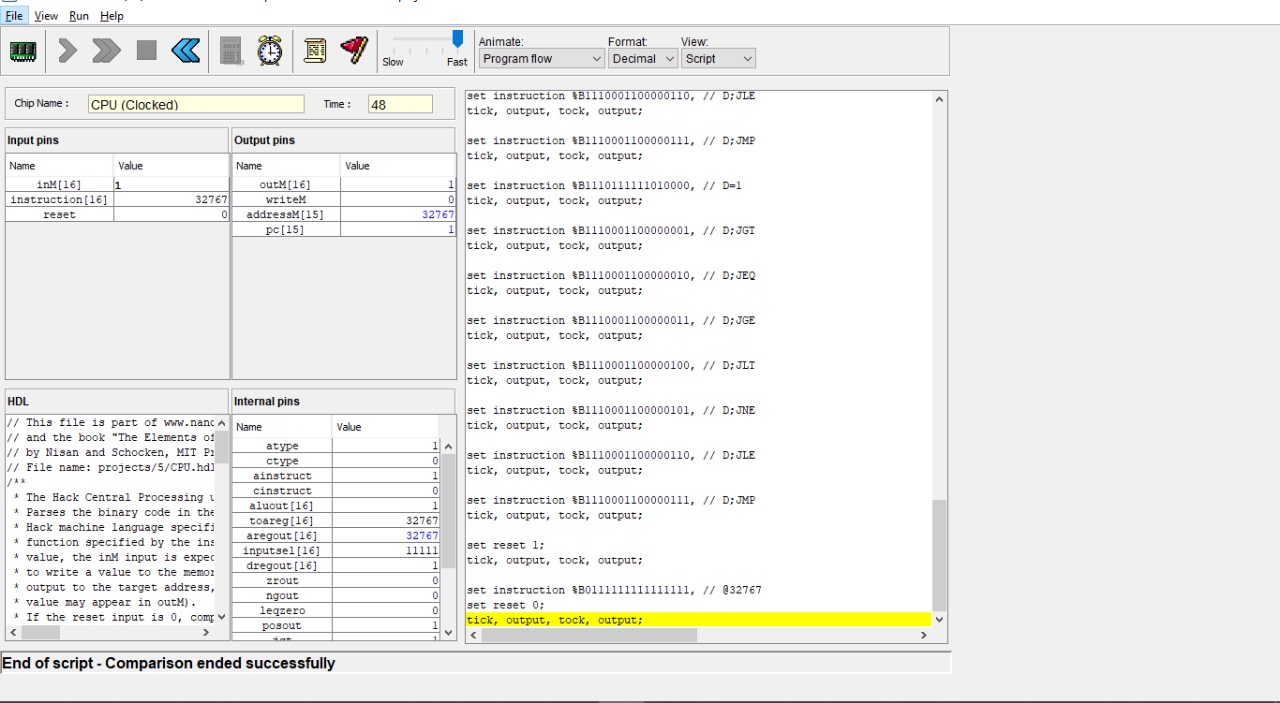 File View Run Help
Slow Fast
Animate: Format: View:
Program flow Decimal Script
Chip Name : CPU (Clocked) Time : 48
Input pins
Name Value
inM[16] 1
instruction[16] 32767
reset 0
Output pins
Name Value
outM[16] 1
writeM 0
addressM[15] 32767
pc[15] 1
HDL
// This file is part of www.nanc
// and the book "The Elements of
// by Nisan and Schocken, MIT Pr
// File name: projects/5/CPU.hdl
/**
* The Hack Central Processing u
* Parses the binary code in the
* Hack machine language specifi
* function specified by the ins
* value, the inM input is expec
* to write a value to the memor
* output to the target address,
* value may appear in outM).
* If the reset input is 0, comp
Internal pins
Name Value
atype 1
ctype 0
ainstruct 1
cinstruct 0
aluout[16] 1
toareg[16] 32767
aregout[16] 32767
inputsel[16] 11111
dregout[16] 1
zrout 0
ngout 0
leqzero 0
posout 1
set instruction %B1110001100000110, // D;JLE
tick, output, tock, output;
set instruction %B1110001100000111, // D;JMP
tick, output, tock, output;
set instruction %B1110111111010000, // D=1
tick, output, tock, output;
set instruction %B1110001100000001, // D;JGT
tick, output, tock, output;
set instruction %B1110001100000010, // D;JEQ
tick, output, tock, output;
set instruction %B1110001100000011, // D;JGE
tick, output, tock, output;
set instruction %B1110001100000100, // D;JLT
tick, output, tock, output;
set instruction %B1110001100000101, // D;JNE
tick, output, tock, output;
set instruction %B1110001100000110, // D;JLE
tick, output, tock, output;
set instruction %B1110001100000111, // D;JMP
tick, output, tock, output;
set reset 1;
tick, output, tock, output;
set instruction %B0111111111111111, // @32767
set reset 0;
tick, output, tock, output;
End of script - Comparison ended successfully